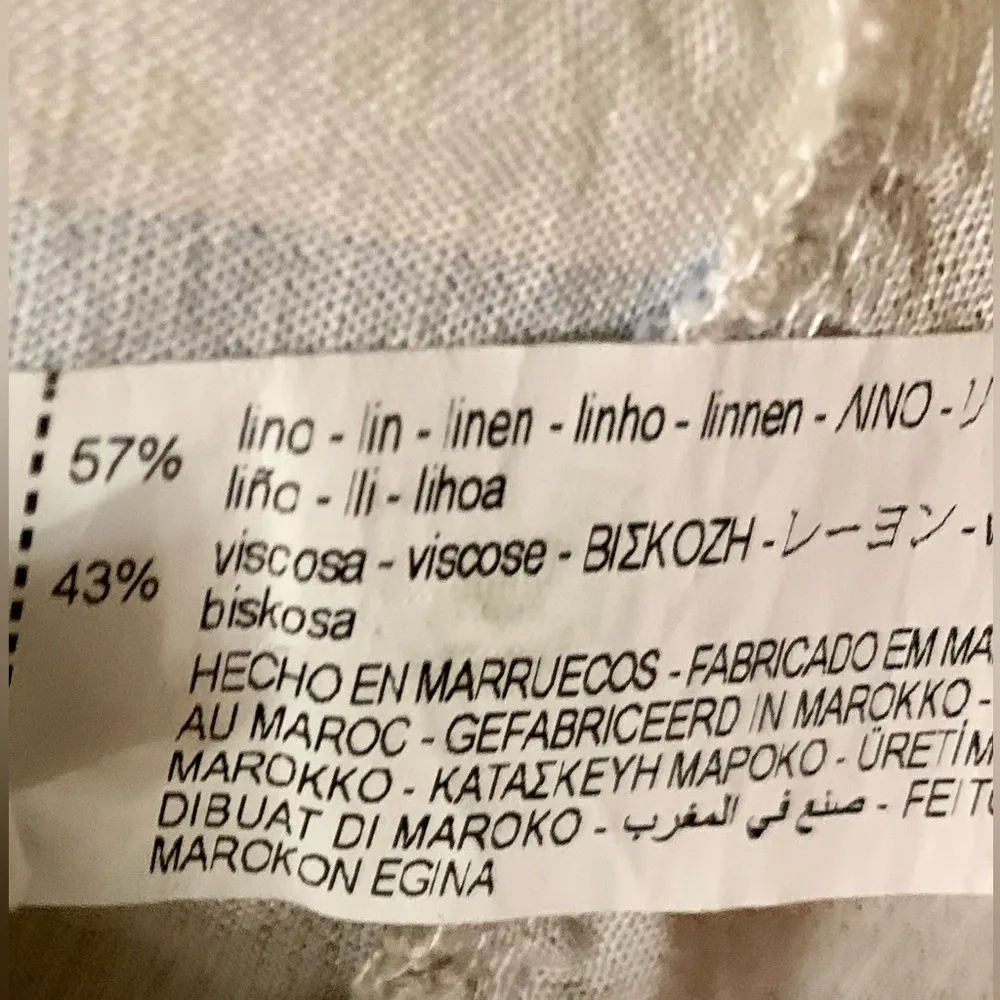 57% lino - lin - linen - linho - linnen - ΛΙΝΟ - リ
liño - lli - lihoa
43% viscosa - viscose - ΒΙΣΚΟΖΗ - レーヨン -
biskosa
HECHO EN MARRUECOS - FABRICADO EM MA
AU MAROC - GEFABRICEERD IN MAROKKO -
MAROKKO - ΚΑΤΑΣΚΕΥΗ ΜΑΡΟΚΟ - ÜRETİM
DIBUAT DI MAROKO - صنع في المغرب - FEITO
MAROKON EGINA